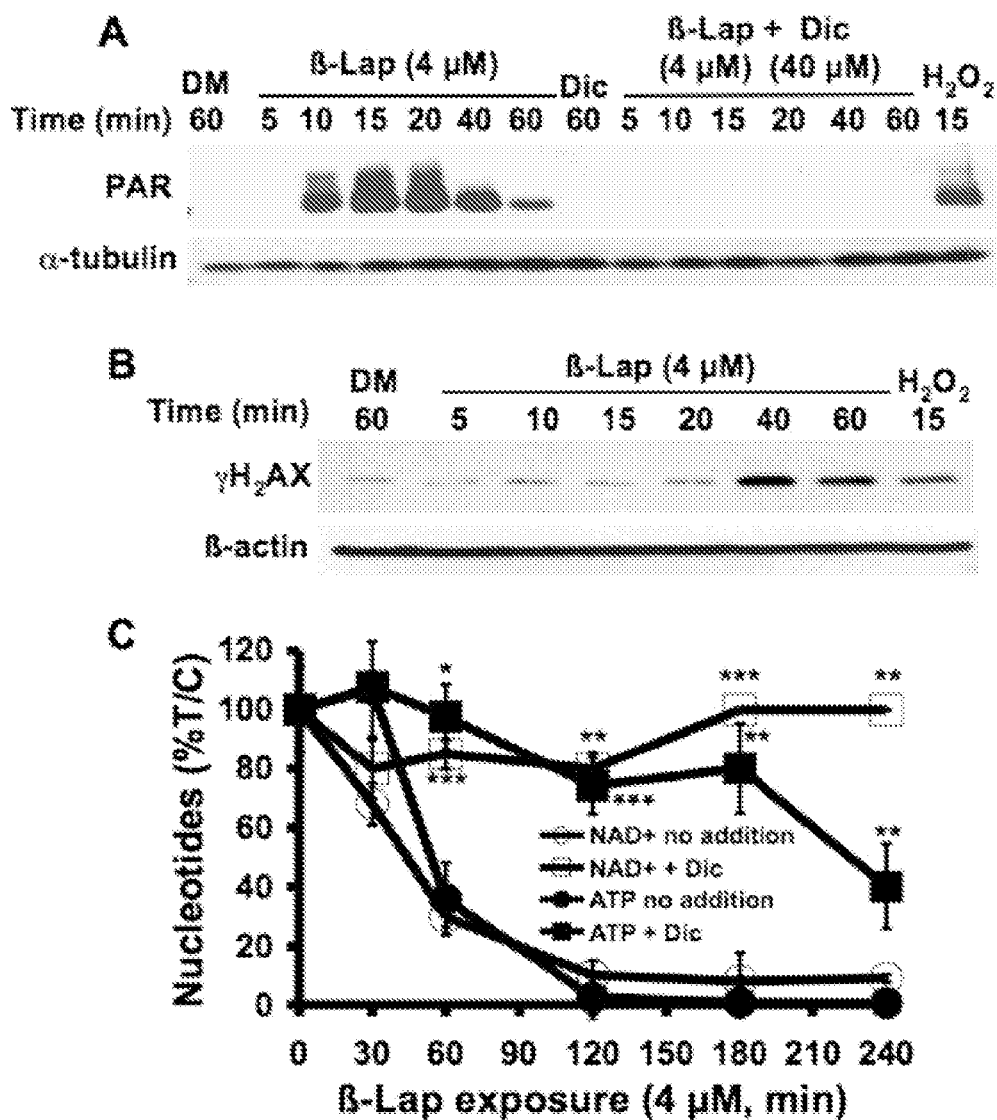 A
ß-Lap (4 µM)
ß-Lap + Dic
(4 µM) (40 µM)
DM
Dic
H₂O₂
Time (min) 60 5 10 15 20 40 60 60 5 10 15 20 40 60 15
PAR
α-tubulin
B
DM
ß-Lap (4 µM)
H₂O₂
Time (min) 60 5 10 15 20 40 60 15
γH₂AX
ß-actin
C
Nucleotides (%T/C)
120
100
80
60
40
20
0
*
***
**
***
***
**
**
**
NAD+ no addition
NAD+ + Dic
ATP no addition
ATP + Dic
0 30 60 90 120 150 180 210 240
ß-Lap exposure (4 µM, min)